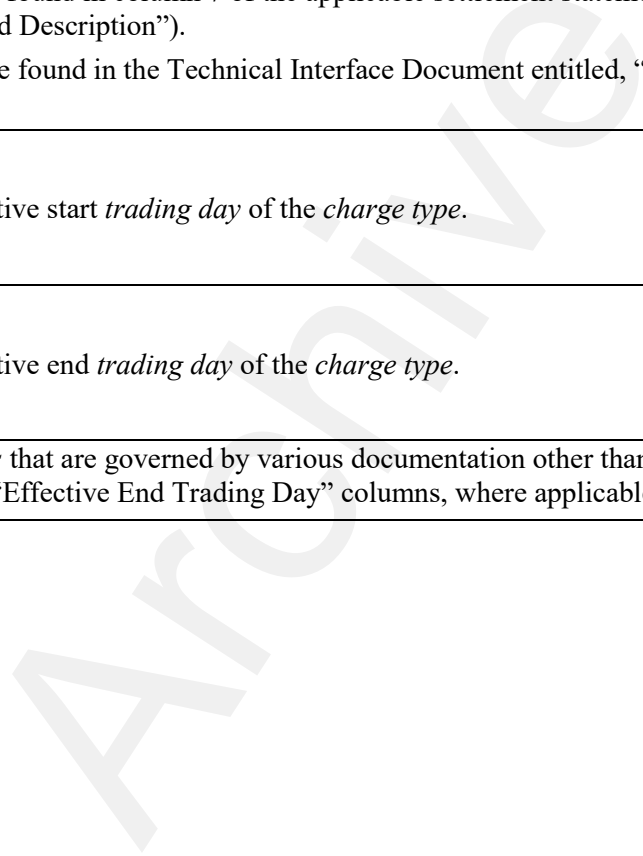 found in column 7 of the applicable settlement
d Description”).
e found in the Technical Interface Document entitled, “
tive start trading day of the charge type.
tive end trading day of the charge type.
that are governed by various documentation other than
“Effective End Trading Day” columns, where applicable
Archive